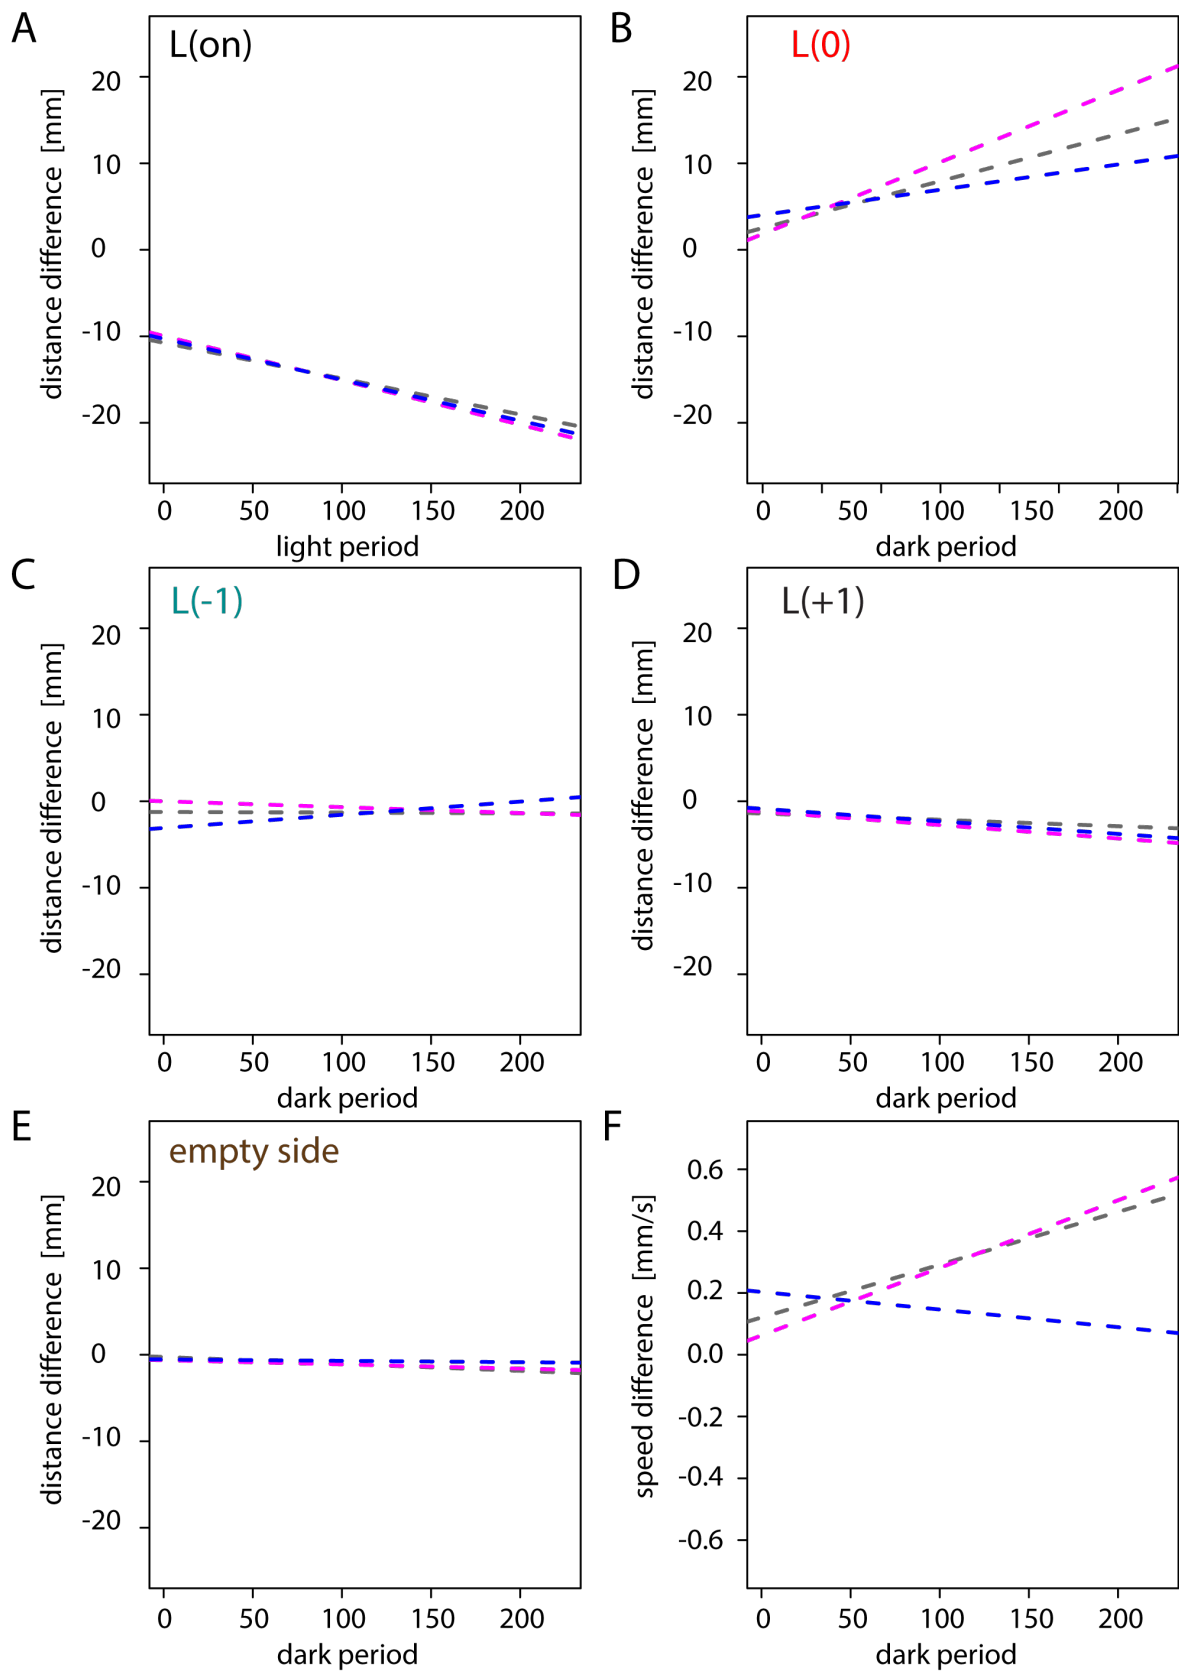 A
L(on)
distance difference [mm]
20
10
0
-10
-20
0 50 100 150 200
light period
B
L(0)
distance difference [mm]
20
10
0
-10
-20
0 50 100 150 200
dark period
C
L(-1)
distance difference [mm]
20
10
0
-10
-20
0 50 100 150 200
dark period
D
L(+1)
distance difference [mm]
20
10
0
-10
-20
0 50 100 150 200
dark period
E
empty side
distance difference [mm]
20
10
0
-10
-20
0 50 100 150 200
dark period
F
speed difference [mm/s]
0.6
0.4
0.2
0.0
-0.2
-0.4
-0.6
0 50 100 150 200
dark period